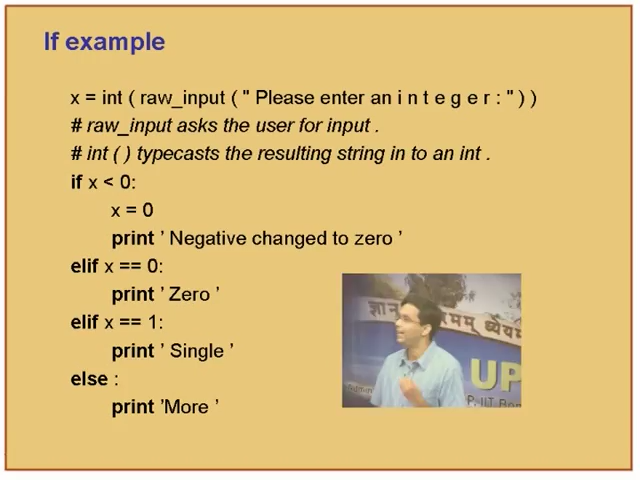 If example
x = int ( raw_input ( " Please enter an i n t e g e r : " ) )
# raw_input asks the user for input .
# int ( ) typecasts the resulting string in to an int .
if x < 0:
x = 0
print ’ Negative changed to zero ’
elif x == 0:
print ’ Zero ’
elif x == 1:
print ’ Single ’
else :
print ’More ’
ज्ञान
मम् ध्येयम
UP